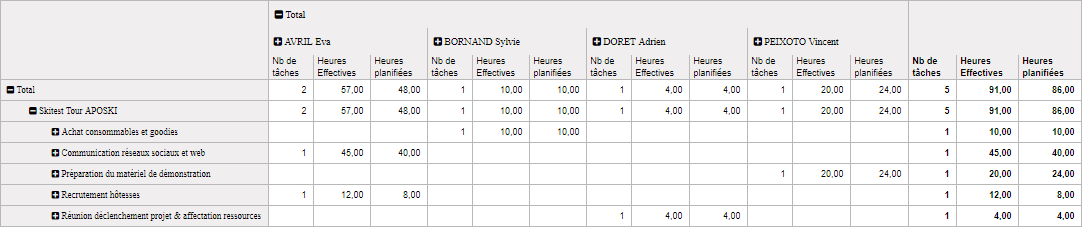 Total
AVRIL Eva BORNAND Sylvie DORET Adrien PEIXOTO Vincent
Nb de tâches Heures Effectives Heures planifiées Nb de tâches Heures Effectives Heures planifiées Nb de tâches Heures Effectives Heures planifiées Nb de tâches Heures Effectives Heures planifiées Nb de tâches Heures Effectives Heures planifiées
Total 2 57,00 48,00 1 10,00 10,00 1 4,00 4,00 1 20,00 24,00 5 91,00 86,00
Skitest Tour APOSKI 2 57,00 48,00 1 10,00 10,00 1 4,00 4,00 1 20,00 24,00 5 91,00 86,00
Achat consommables et goodies 1 10,00 10,00 1 10,00 10,00
Communication réseaux sociaux et web 1 45,00 40,00 1 45,00 40,00
Préparation du matériel de démonstration 1 20,00 24,00 1 20,00 24,00
Recrutement hôtesses 1 12,00 8,00 1 12,00 8,00
Réunion déclenchement projet & affectation ressources 1 4,00 4,00 1 4,00 4,00